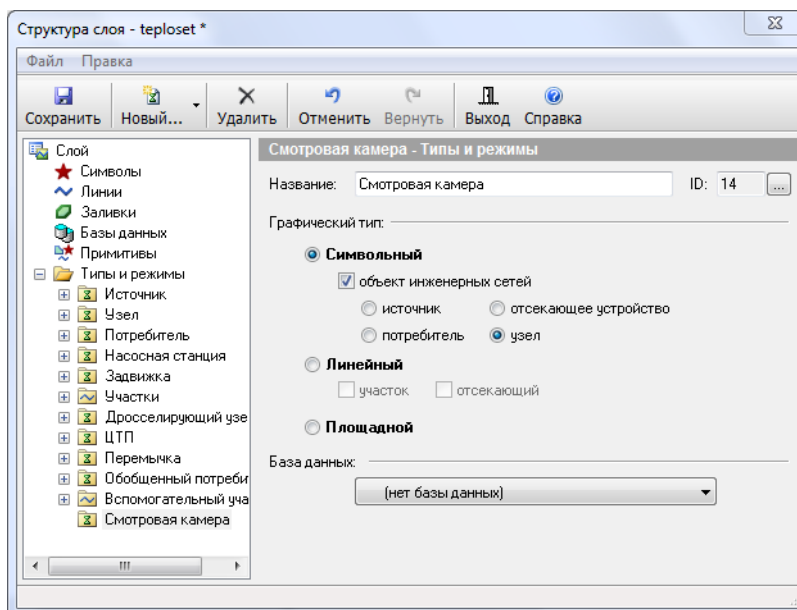 Структура слоя - teploset *
Файл Правка
Сохранить Новый... Удалить Отменить Вернуть Выход Справка
Слой
Символы
Линии
Заливки
Базы данных
Примитивы
Типы и режимы
Источник
Узел
Потребитель
Насосная станция
Задвижка
Участки
Дросселирующий узе
ЦТП
Перемычка
Обобщенный потреби
Вспомогательный уча
Смотровая камера
Смотровая камера - Типы и режимы
Название: Смотровая камера ID: 14 ...
Графический тип:
Символьный
объект инженерных сетей
источник отсекающее устройство
потребитель узел
Линейный
участок отсекающий
Площадной
База данных:
(нет базы данных)